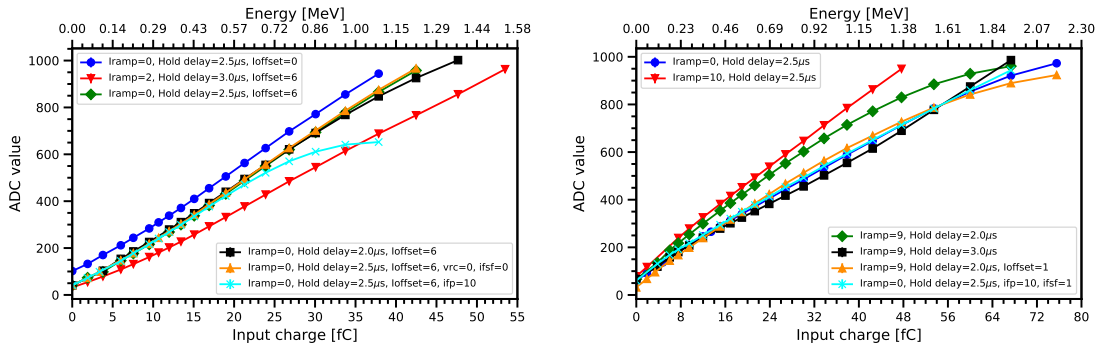 Energy [MeV]
0.00 0.14 0.29 0.43 0.57 0.72 0.86 1.00 1.15 1.29 1.43 1.58
1000
800
600
400
200
0
ADC value
Iramp=0, Hold delay=2.5μs, Ioffset=0
Iramp=2, Hold delay=3.0μs, Ioffset=6
Iramp=0, Hold delay=2.5μs, Ioffset=6
Iramp=0, Hold delay=2.0μs, Ioffset=6
Iramp=0, Hold delay=2.5μs, Ioffset=6, vrc=0, ifsf=0
Iramp=0, Hold delay=2.5μs, Ioffset=6, ifp=10
0 5 10 15 20 25 30 35 40 45 50 55
Input charge [fC]
Energy [MeV]
0.00 0.23 0.46 0.69 0.92 1.15 1.38 1.61 1.84 2.07 2.30
1000
800
600
400
200
0
ADC value
Iramp=0, Hold delay=2.5μs
Iramp=10, Hold delay=2.5μs
Iramp=9, Hold delay=2.0μs
Iramp=9, Hold delay=3.0μs
Iramp=9, Hold delay=2.0μs, Ioffset=1
Iramp=0, Hold delay=2.5μs, ifp=10, ifsf=1
0 8 16 24 32 40 48 56 64 72 80
Input charge [fC]